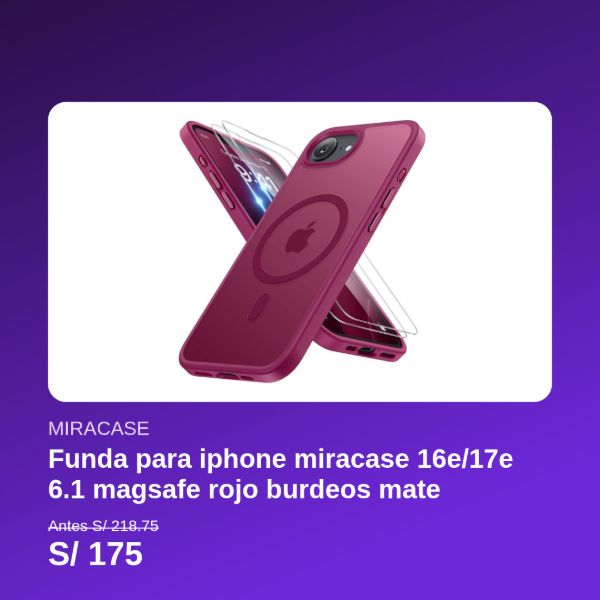 MIRACASE
Funda para iphone miracase 16e/17e
6.1 magsafe rojo burdeos mate
Antes S/ 218.75
S/ 175